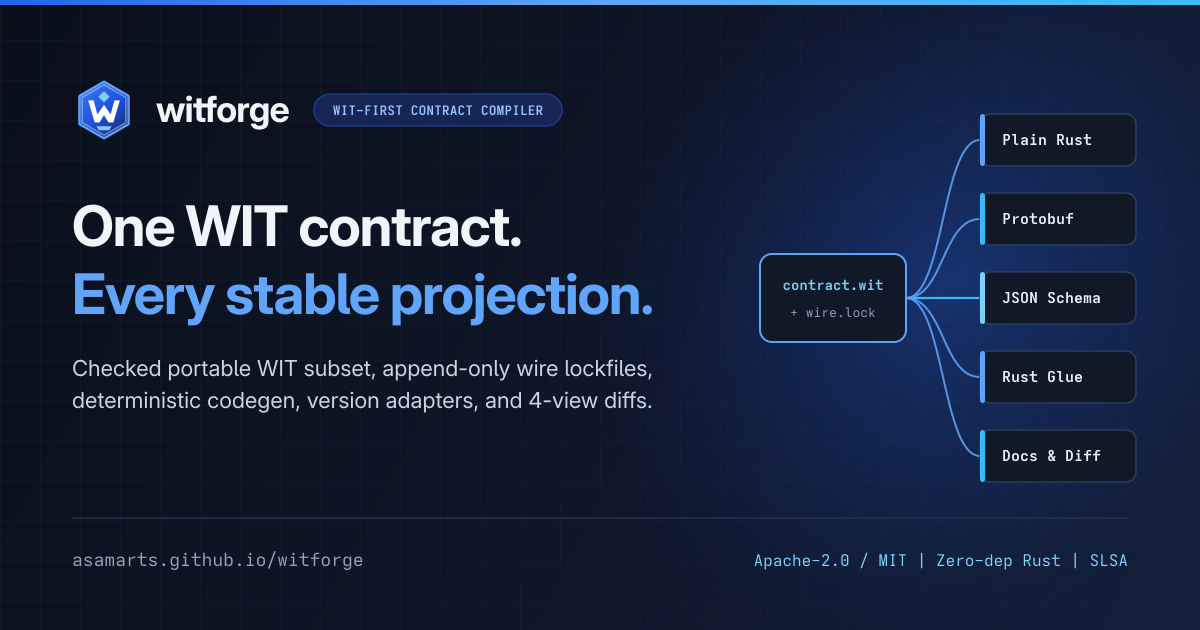 W
witforge
WIT-FIRST CONTRACT COMPILER
One WIT contract.
Every stable projection.
Checked portable WIT subset, append-only wire lockfiles,
deterministic codegen, version adapters, and 4-view diffs.
contract.wit
+ wire.lock
Plain Rust
Protobuf
JSON Schema
Rust Glue
Docs & Diff
asamarts.github.io/witforge
Apache-2.0 / MIT | Zero-dep Rust | SLSA